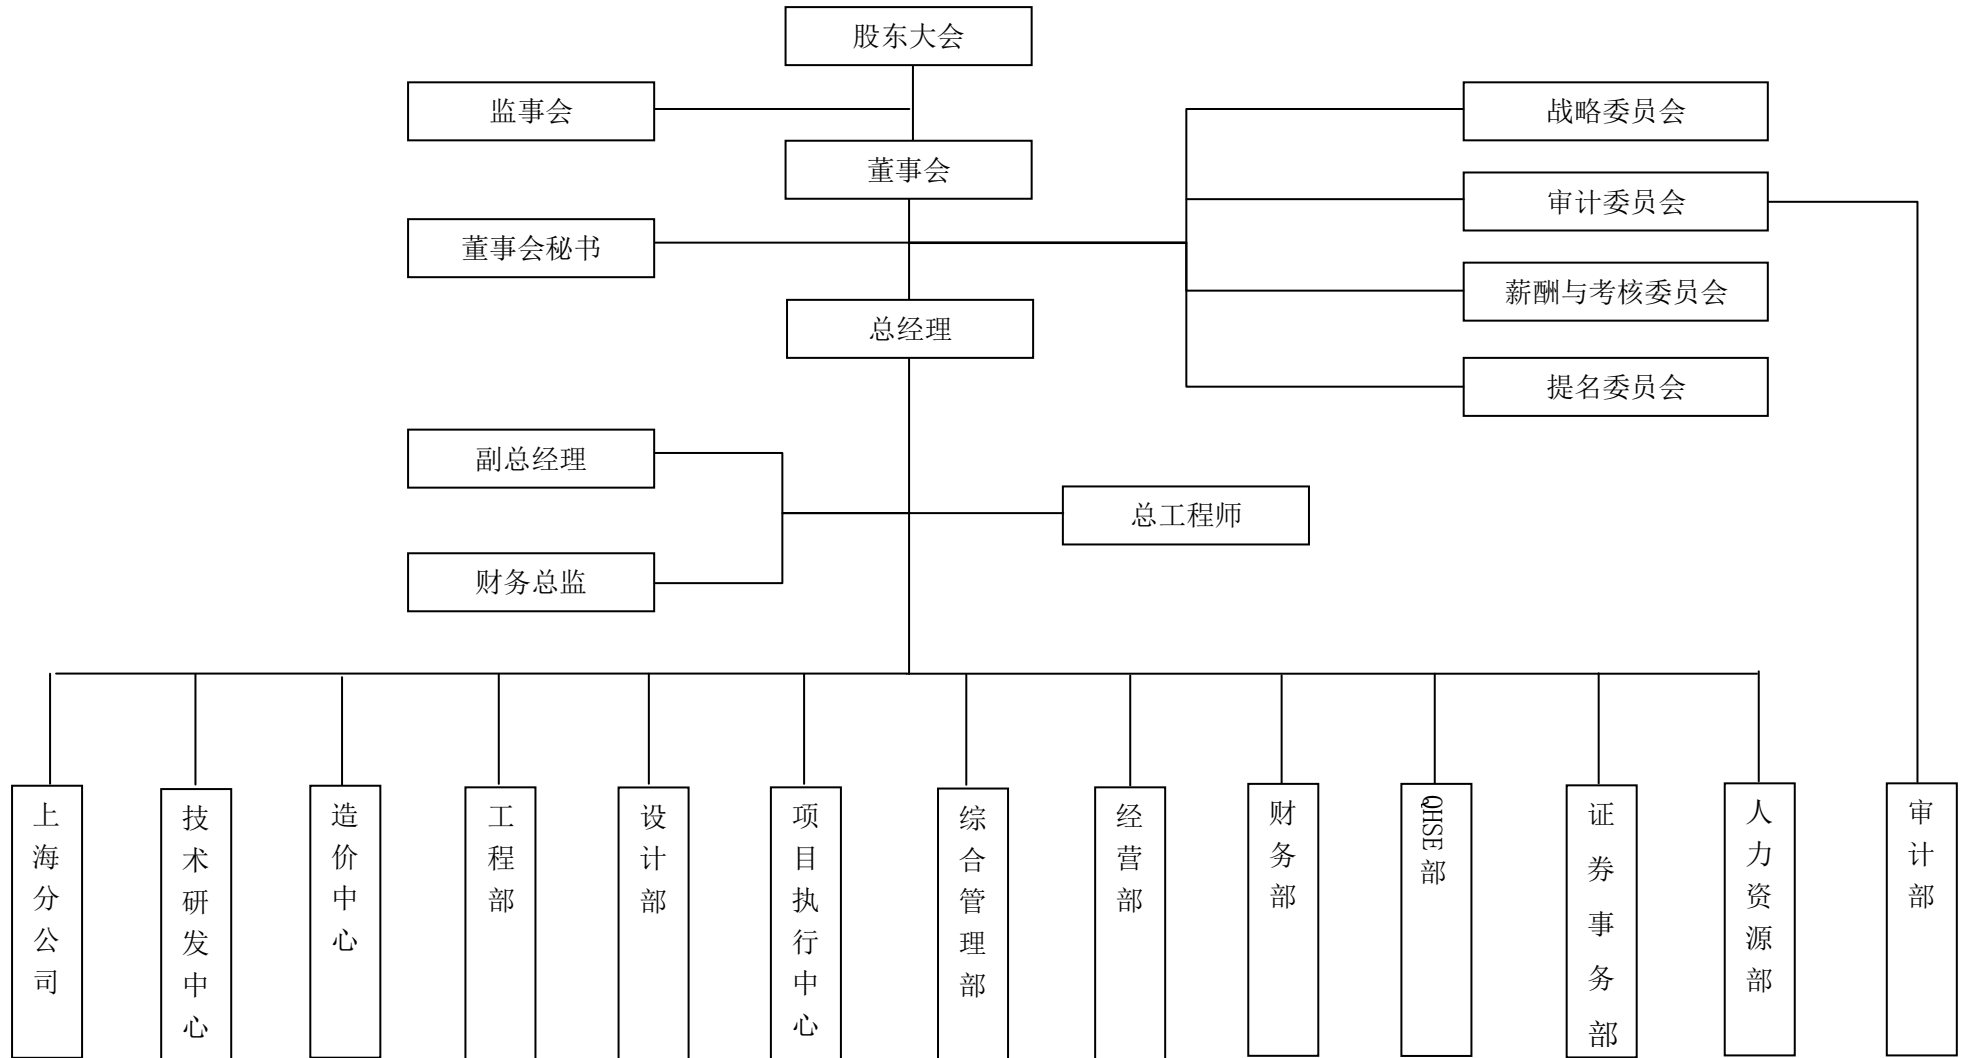 股东大会
监事会
战略委员会
董事会
审计委员会
董事会秘书
薪酬与考核委员会
总经理
提名委员会
副总经理
总工程师
财务总监
上海分公司
技术研发中心
造价中心
工程部
设计部
项目执行中心
综合管理部
经营部
财务部
QHSE部
证券事务部
人力资源部
审计部